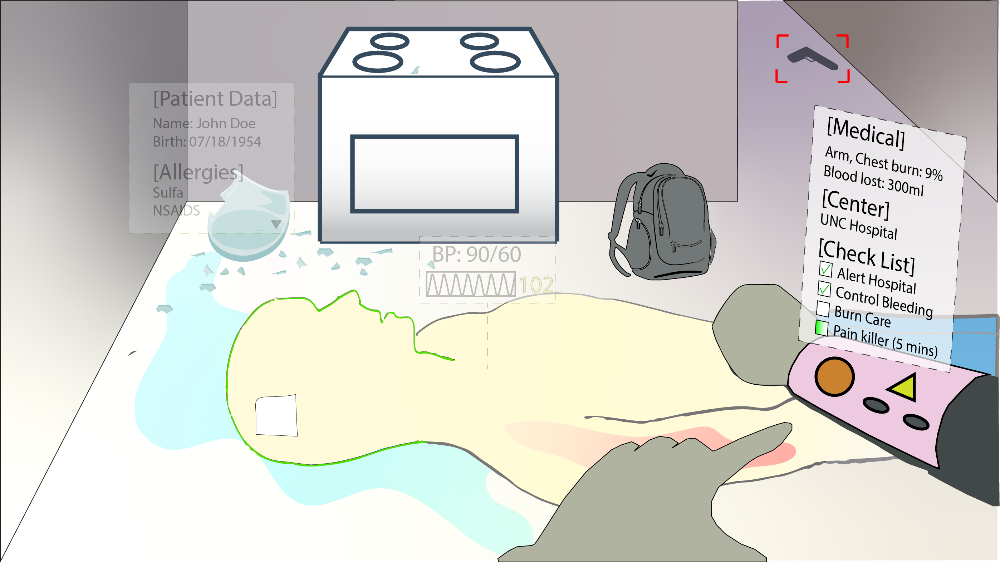 [Patient Data]
Name: John Doe
Birth: 07/18/1954
[Allergies]
Sulfa
NSAIDS
BP: 90/60
102
[Medical]
Arm, Chest burn: 9%
Blood lost: 300ml
[Center]
UNC Hospital
[Check List]
Alert Hospital
Control Bleeding
Burn Care
Pain killer (5 mins)